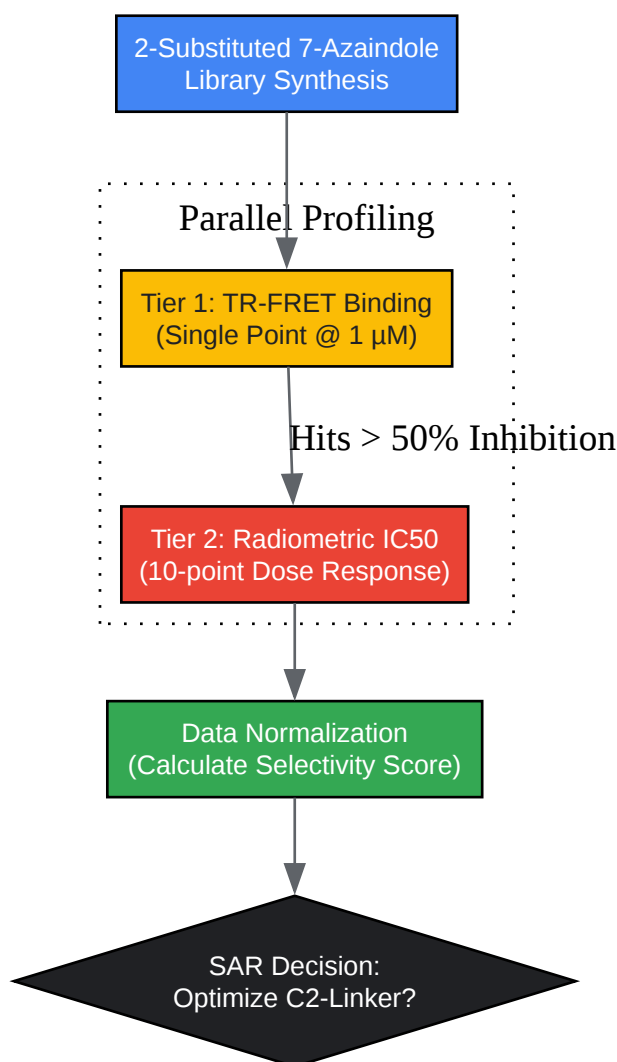 2-Substituted 7-Azaindole
Library Synthesis
Parallel Profiling
Tier 1: TR-FRET Binding
(Single Point @ 1 µM)
Hits > 50% Inhibition
Tier 2: Radiometric IC50
(10-point Dose Response)
Data Normalization
(Calculate Selectivity Score)
SAR Decision:
Optimize C2-Linker?